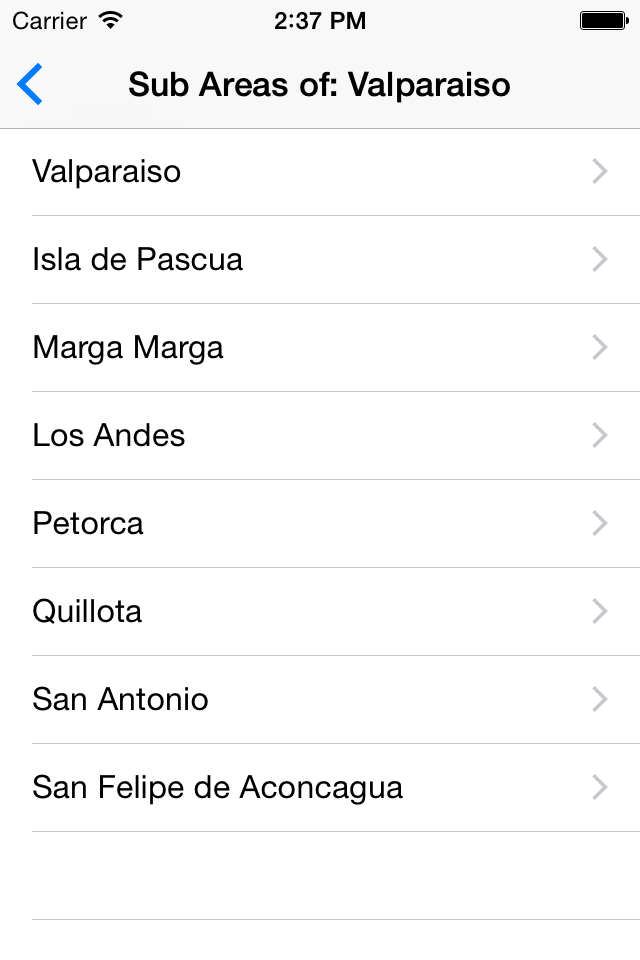 Carrier 2:37 PM
Sub Areas of: Valparaiso
Valparaiso
Isla de Pascua
Marga Marga
Los Andes
Petorca
Quillota
San Antonio
San Felipe de Aconcagua